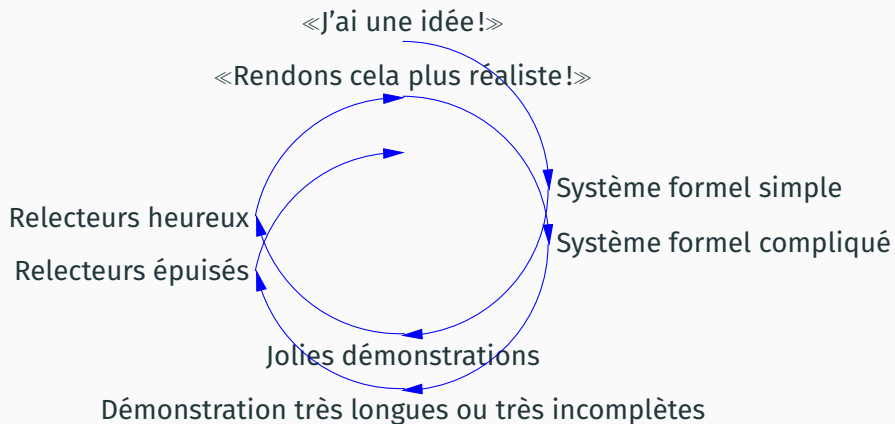 ≪J’ai une idée!≫
≪Rendons cela plus réaliste!≫
Système formel simple
Relecteurs heureux
Système formel compliqué
Relecteurs épuisés
Jolies démonstrations
Démonstration très longues ou très incomplètes